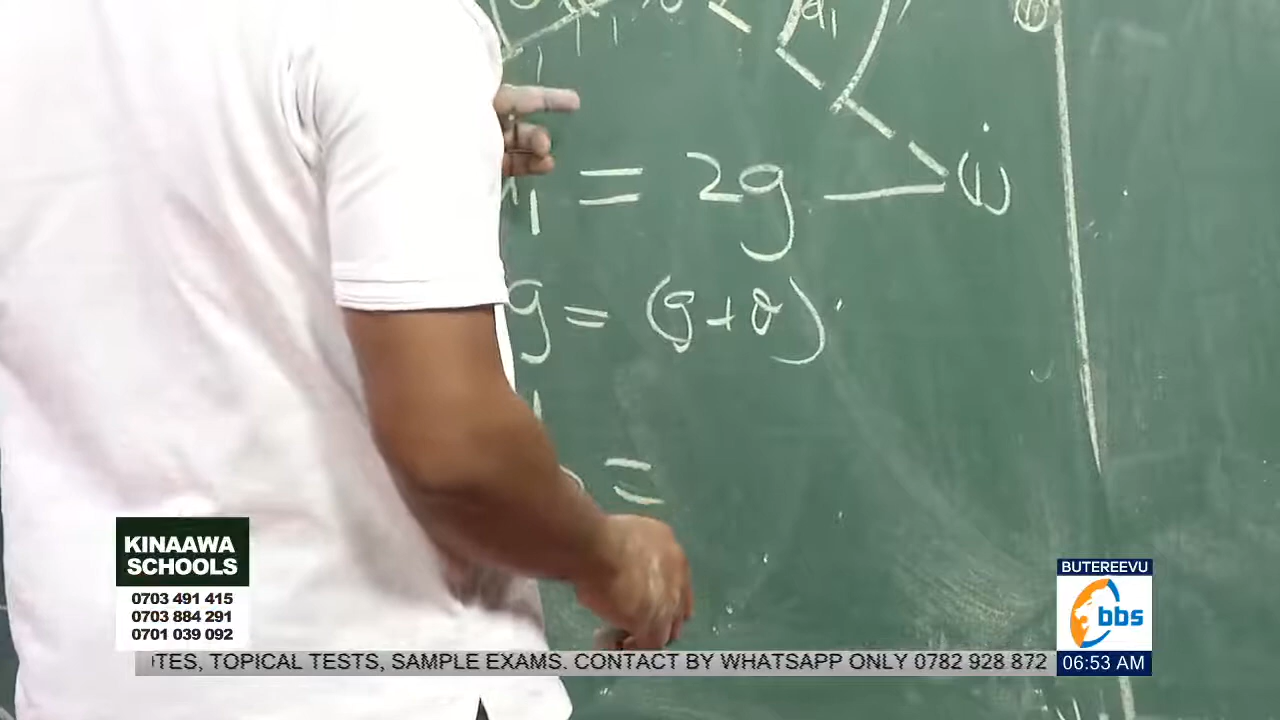 1 = 2g (i)
g = (g + θ)
=
KINAAWA
SCHOOLS
0703 491 415
0703 884 291
0701 039 092
BUTEREEVU
bbs
06:53 AM
TES, TOPICAL TESTS, SAMPLE EXAMS. CONTACT BY WHATSAPP ONLY 0782 928 872